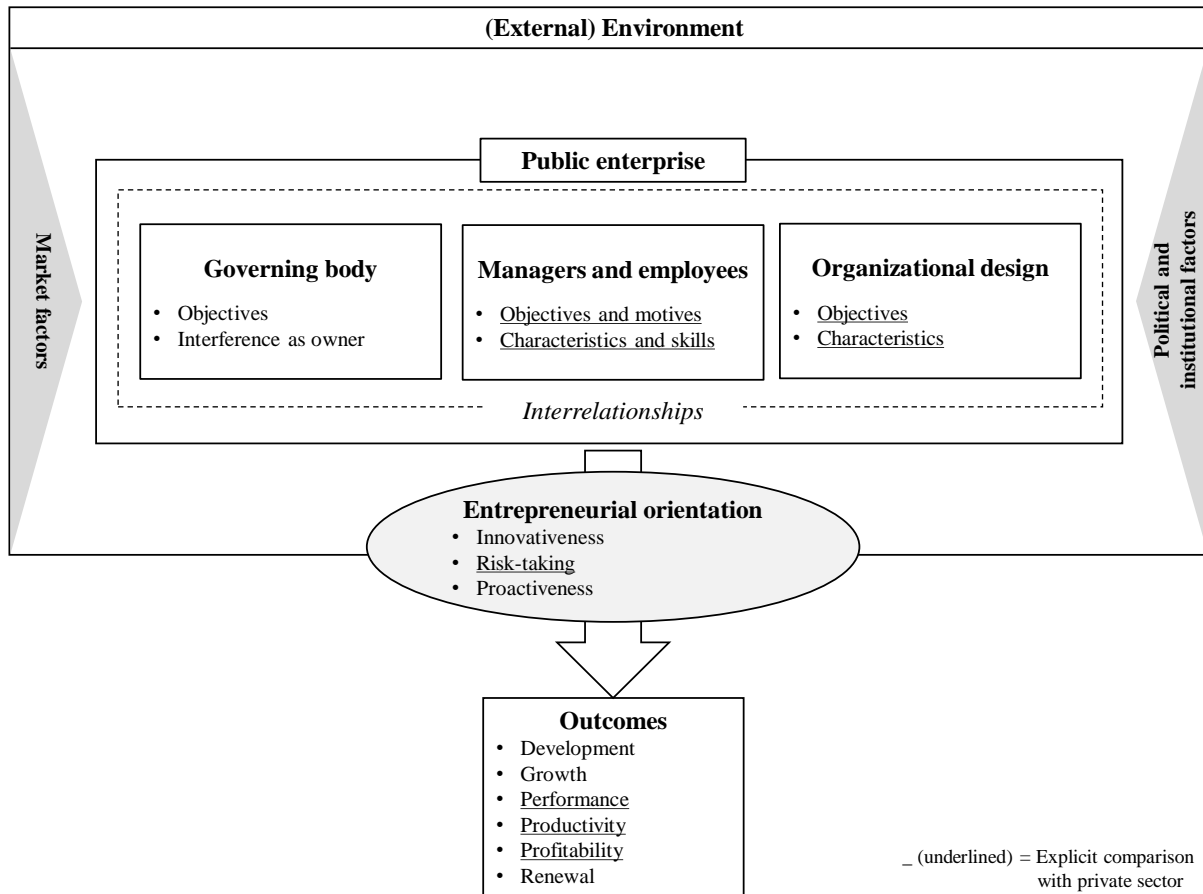 (External) Environment
Public enterprise
Market factors
Political and
institutional factors
Governing body
• Objectives
• Interference as owner
Managers and employees
• Objectives and motives
• Characteristics and skills
Organizational design
• Objectives
• Characteristics
Interrelationships
Entrepreneurial orientation
• Innovativeness
• Risk-taking
• Proactiveness
Outcomes
• Development
• Growth
• Performance
• Productivity
• Profitability
• Renewal
_ (underlined) = Explicit comparison
with private sector